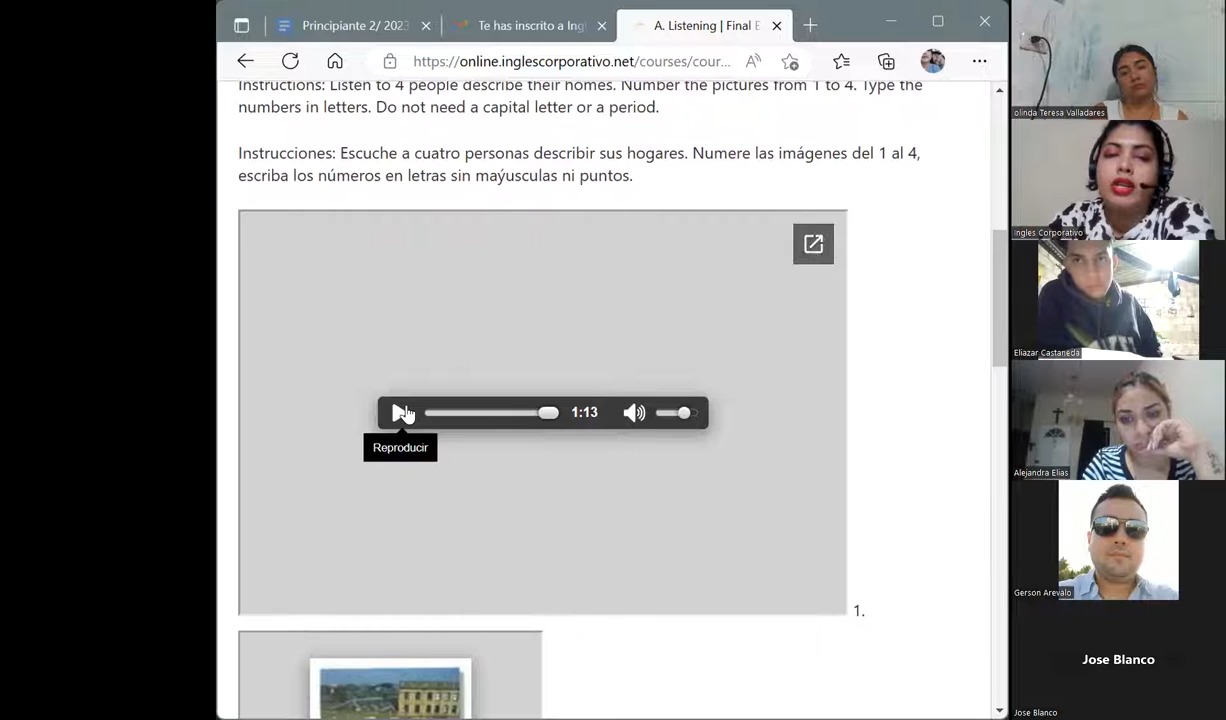 Principiante 2/ 2023
Te has inscrito a Ing
A. Listening | Final E
https://online.inglescorporativo.net/courses/cour...
Instructions: Listen to 4 people describe their homes. Number the pictures from 1 to 4. Type the
numbers in letters. Do not need a capital letter or a period.
Instrucciones: Escuche a cuatro personas describir sus hogares. Numere las imágenes del 1 al 4,
escriba los números en letras sin maýusculas ni puntos.
1:13
Reproducir
1.
olinda Teresa Valladares
Ingles Corporativo
Eliazar Castaneda
Alejandra Elias
Gerson Arevalo
Jose Blanco
Jose Blanco